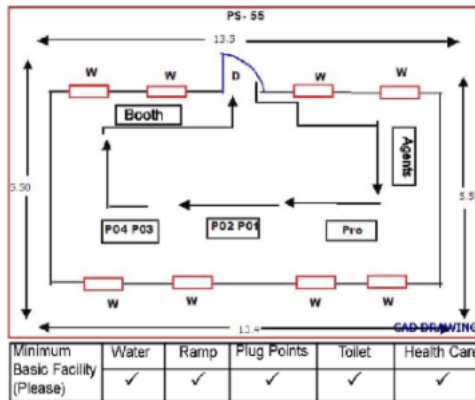 PS- 55
13.5
W W D W W
Booth
Agents
5.50
5.5
P04 P03
P02 P01
Pro
W W W W
13.4
CAD DRAWING
Minimum Basic Facility (Please) Water Ramp Plug Points Toilet Health Care
✓ ✓ ✓ ✓ ✓